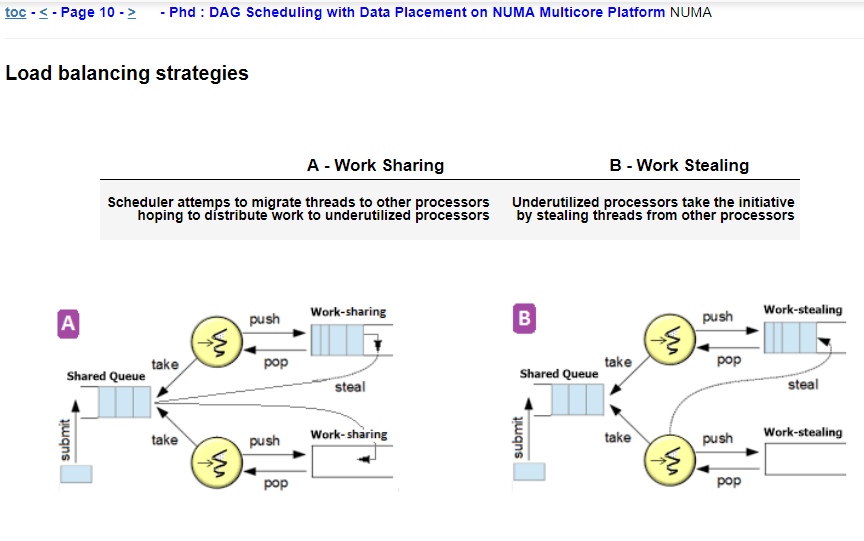 toc - < - Page 10 - > - Phd : DAG Scheduling with Data Placement on NUMA Multicore Platform NUMA
Load balancing strategies
A - Work Sharing
B - Work Stealing
Scheduler attemps to migrate threads to other processors
hoping to distribute work to underutilized processors
Underutilized processors take the initiative
by stealing threads from other processors
A
push
Work-sharing
pop
take
Shared Queue
steal
submit
take
push
Work-sharing
pop
B
push
Work-stealing
pop
take
Shared Queue
steal
submit
take
push
Work-stealing
pop